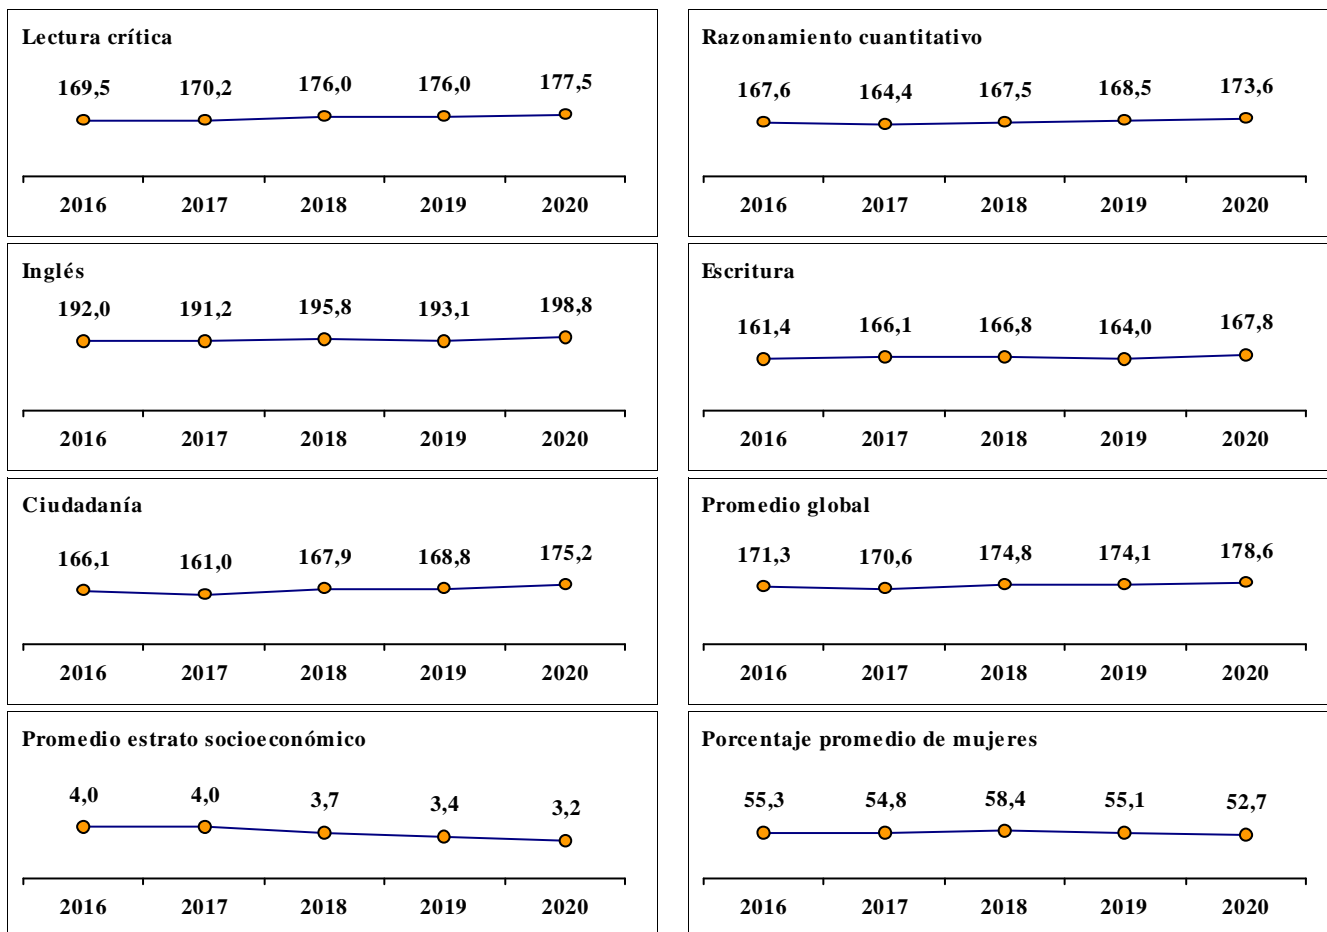 Lectura crítica
169,5 170,2 176,0 176,0 177,5
2016 2017 2018 2019 2020
Razonamiento cuantitativo
167,6 164,4 167,5 168,5 173,6
2016 2017 2018 2019 2020
Inglés
192,0 191,2 195,8 193,1 198,8
2016 2017 2018 2019 2020
Escritura
161,4 166,1 166,8 164,0 167,8
2016 2017 2018 2019 2020
Ciudadanía
166,1 161,0 167,9 168,8 175,2
2016 2017 2018 2019 2020
Promedio global
171,3 170,6 174,8 174,1 178,6
2016 2017 2018 2019 2020
Promedio estrato socioeconómico
4,0 4,0 3,7 3,4 3,2
2016 2017 2018 2019 2020
Porcentaje promedio de mujeres
55,3 54,8 58,4 55,1 52,7
2016 2017 2018 2019 2020